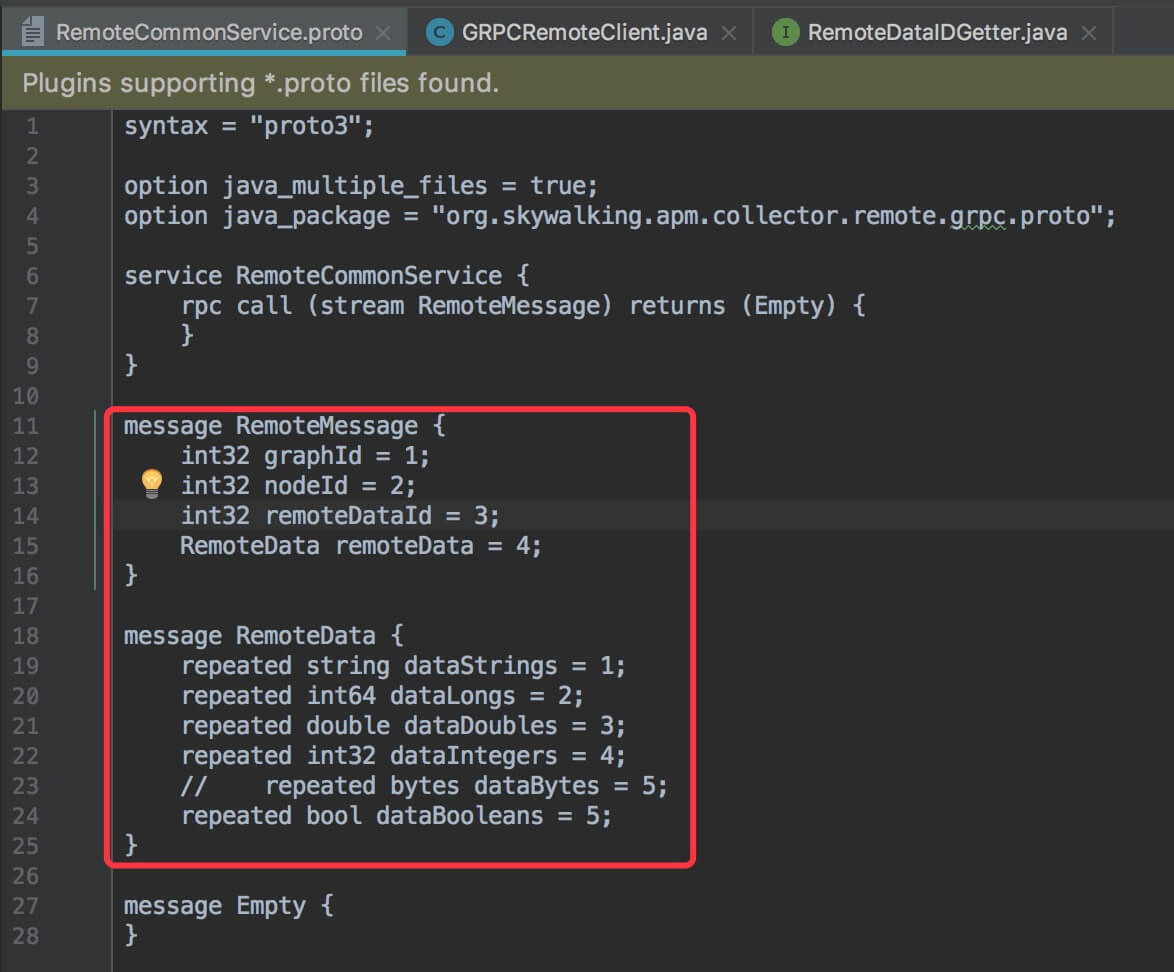 RemoteCommonService.proto GRPCRemoteClient.java RemoteDataIDGetter.java
Plugins supporting *.proto files found.
1 syntax = "proto3";
2
3 option java_multiple_files = true;
4 option java_package = "org.skywalking.apm.collector.remote.grpc.proto";
5
6 service RemoteCommonService {
7     rpc call (stream RemoteMessage) returns (Empty) {
8     }
9 }
10
11 message RemoteMessage {
12     int32 graphId = 1;
13     int32 nodeId = 2;
14     int32 remoteDataId = 3;
15     RemoteData remoteData = 4;
16 }
17
18 message RemoteData {
19     repeated string dataStrings = 1;
20     repeated int64 dataLongs = 2;
21     repeated double dataDoubles = 3;
22     repeated int32 dataIntegers = 4;
23     //    repeated bytes dataBytes = 5;
24     repeated bool dataBooleans = 5;
25 }
26
27 message Empty {
28 }